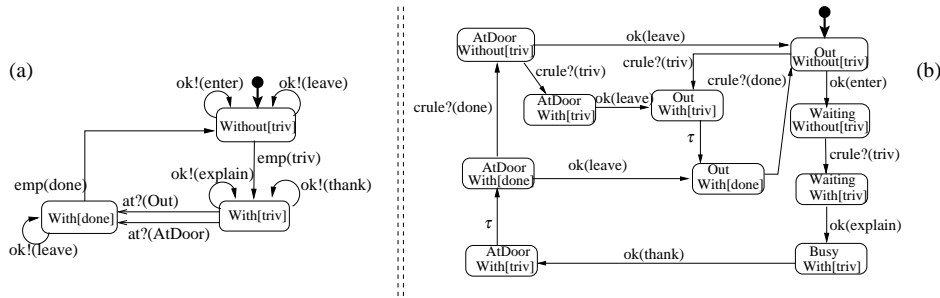 (a)
ok!(enter)
ok!(leave)
Without[triv]
emp(triv)
ok!(explain)
ok!(thank)
emp(done)
at?(Out)
With[done]
With[triv]
at?(AtDoor)
ok!(leave)
(b)
AtDoor
Without[triv]
ok(leave)
Out
Without[triv]
crule?(triv)
crule?(triv)
crule?(done)
ok(enter)
crule?(done)
AtDoor
With[triv]
ok(leave)
Out
With[triv]
Waiting
Without[triv]
τ
crule?(triv)
AtDoor
With[done]
ok(leave)
Out
With[done]
Waiting
With[triv]
τ
ok(explain)
AtDoor
With[triv]
ok(thank)
Busy
With[triv]